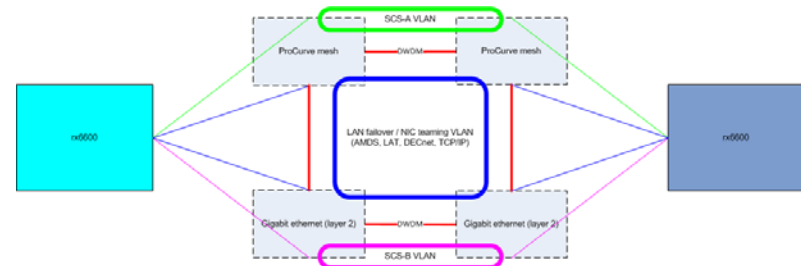 SCS-A VLAN
ProCurve mesh
DWDM
ProCurve mesh
rx6600
LAN failover / NIC teaming VLAN
(AMDS, LAT, DECnet, TCP/IP)
rx6600
Gigabit ethernet (layer 2)
DWDM
Gigabit ethernet (layer 2)
SCS-B VLAN